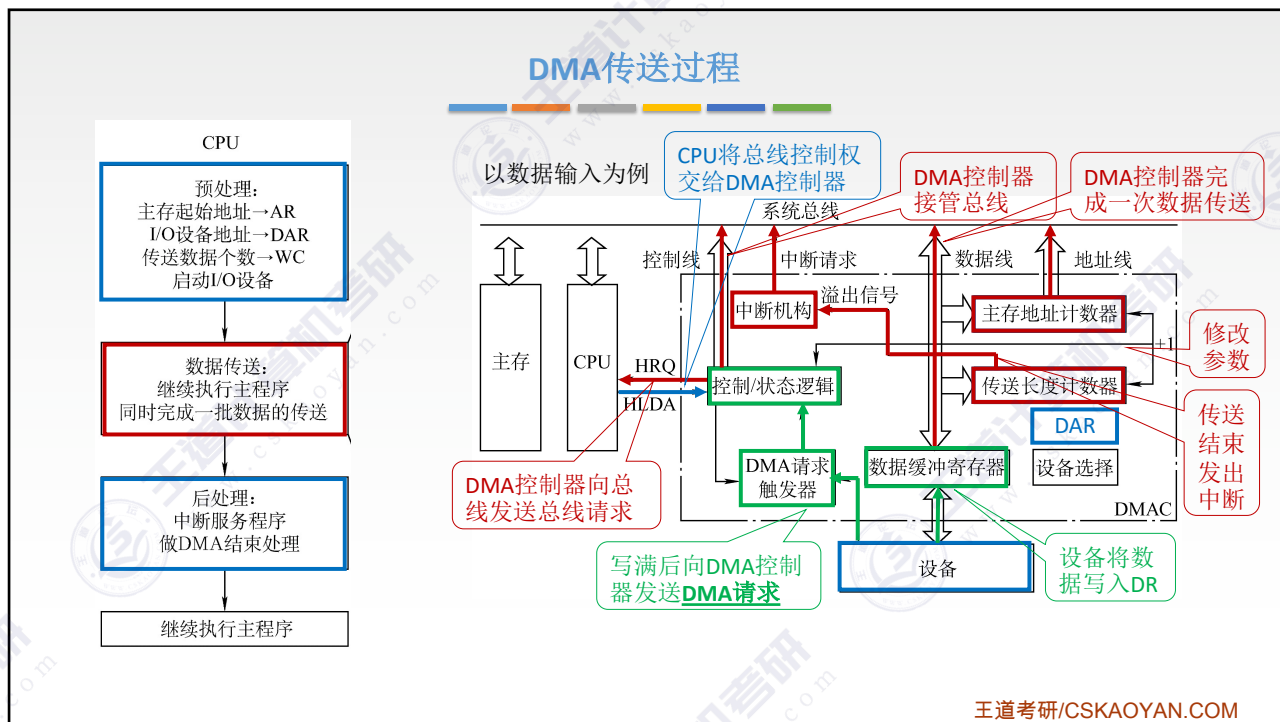 DMA传送过程
CPU
预处理：
主存起始地址→AR
I/O设备地址→DAR
传送数据个数→WC
启动I/O设备
数据传送：
继续执行主程序
同时完成一批数据的传送
后处理：
中断服务程序
做DMA结束处理
继续执行主程序
以数据输入为例
CPU将总线控制权
交给DMA控制器
DMA控制器
接管总线
DMA控制器完
成一次数据传送
系统总线
控制线
中断请求
数据线
地址线
溢出信号
中断机构
主存地址计数器
+1
修改
参数
主存
CPU
HRQ
HLDA
控制/状态逻辑
传送长度计数器
DAR
传送
结束
发出
中断
DMA请求
触发器
数据缓冲寄存器
设备选择
DMAC
DMA控制器向总
线发送总线请求
写满后向DMA控制
器发送DMA请求
设备
设备将数
据写入DR
王道考研/CSKAOYAN.COM